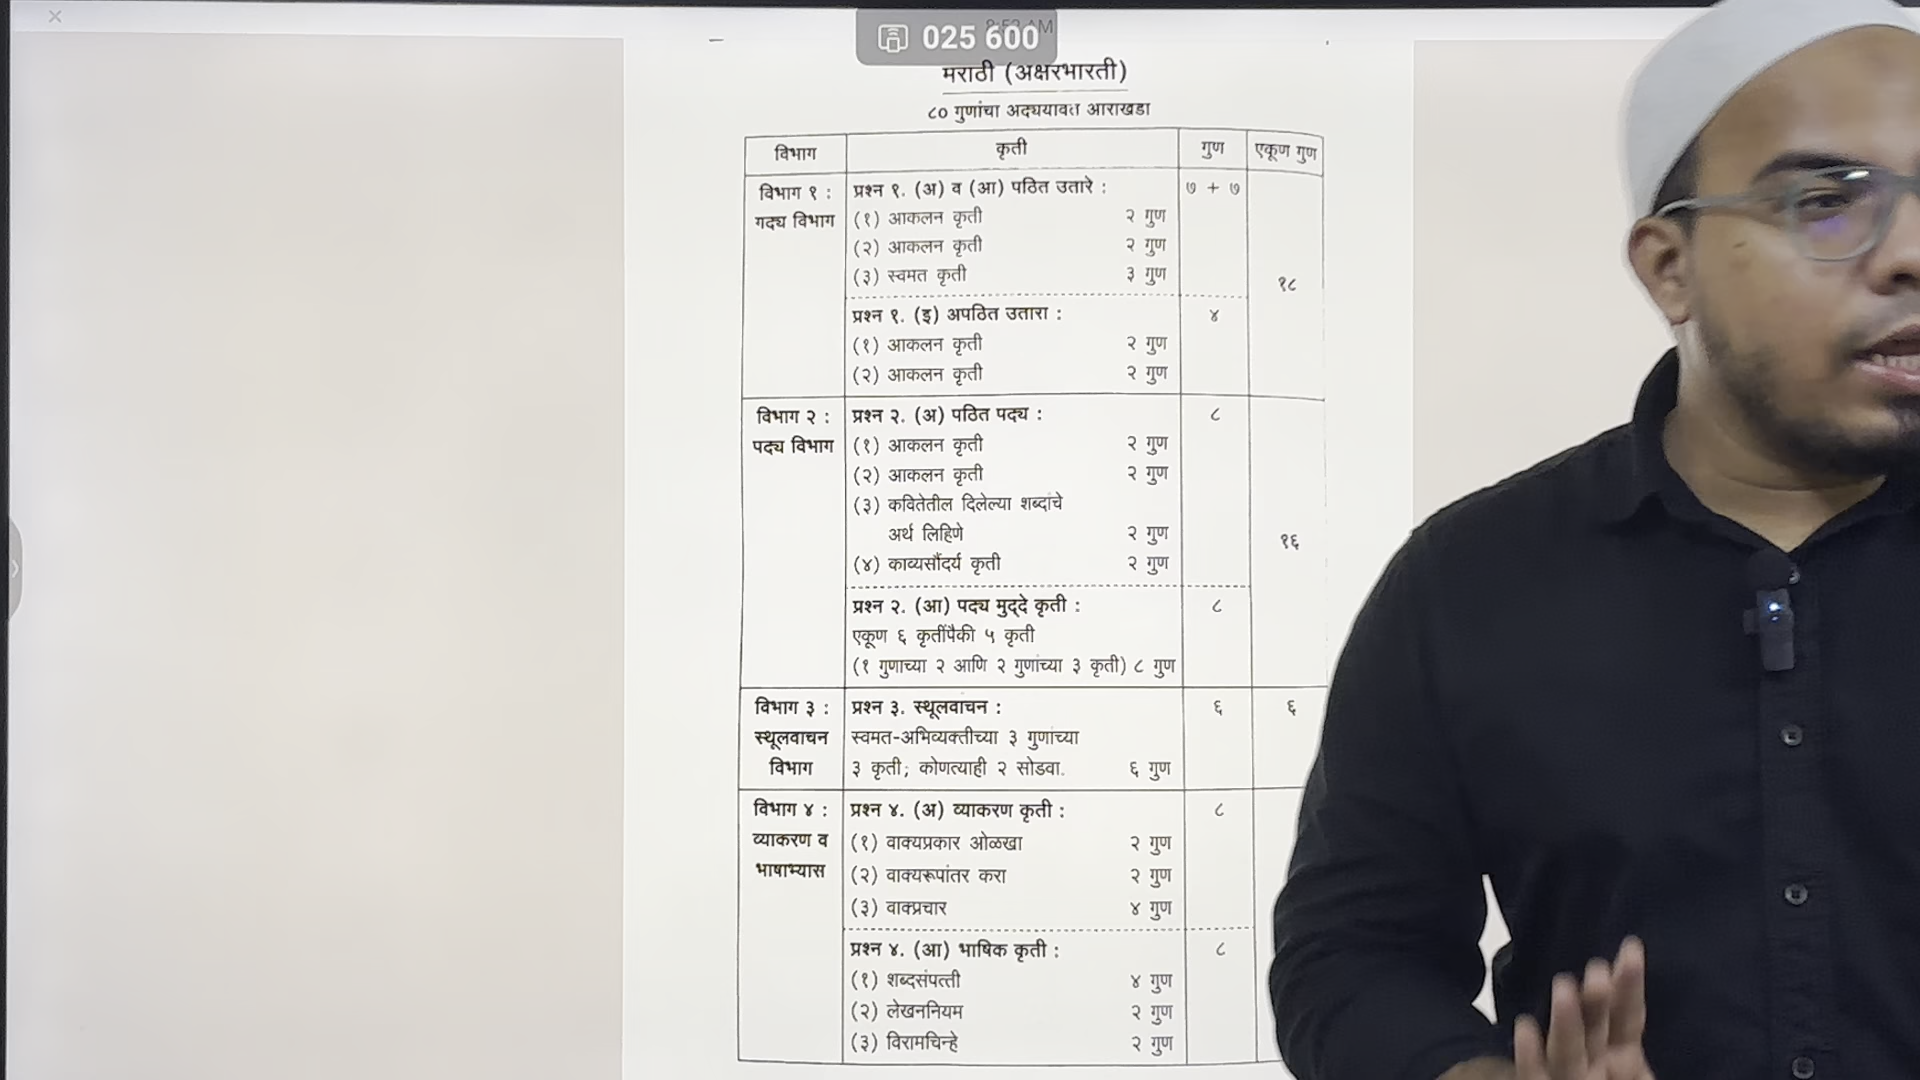 025 600
मराठी (अक्षरभारती)
८० गुणांचा अद्ययावत आराखडा
विभाग कृती गुण एकूण गुण
विभाग १ : प्रश्न १. (अ) व (आ) पठित उतारे : ७ + ७
गद्य विभाग (१) आकलन कृती २ गुण
(२) आकलन कृती २ गुण
(३) स्वमत कृती ३ गुण
१८
प्रश्न १. (इ) अपठित उतारा : ४
(१) आकलन कृती २ गुण
(२) आकलन कृती २ गुण
विभाग २ : प्रश्न २. (अ) पठित पद्य : ८
पद्य विभाग (१) आकलन कृती २ गुण
(२) आकलन कृती २ गुण
(३) कवितेतील दिलेल्या शब्दांचे
अर्थ लिहिणे २ गुण
१६
(४) काव्यसौंदर्य कृती २ गुण
प्रश्न २. (आ) पद्य मुद्दे कृती : ८
एकूण ६ कृतींपैकी ५ कृती
(१ गुणाच्या २ आणि २ गुणांच्या ३ कृती) ८ गुण
विभाग ३ : प्रश्न ३. स्थूलवाचन : ६ ६
स्थूलवाचन स्वमत-अभिव्यक्तीच्या ३ गुणांच्या
विभाग ३ कृती; कोणत्याही २ सोडवा. ६ गुण
विभाग ४ : प्रश्न ४. (अ) व्याकरण कृती : ८
व्याकरण व (१) वाक्यप्रकार ओळखा २ गुण
भाषाभ्यास (२) वाक्यरूपांतर करा २ गुण
(३) वाक्प्रचार ४ गुण
प्रश्न ४. (आ) भाषिक कृती : ८
(१) शब्दसंपत्ती ४ गुण
(२) लेखननियम २ गुण
(३) विरामचिन्हे २ गुण